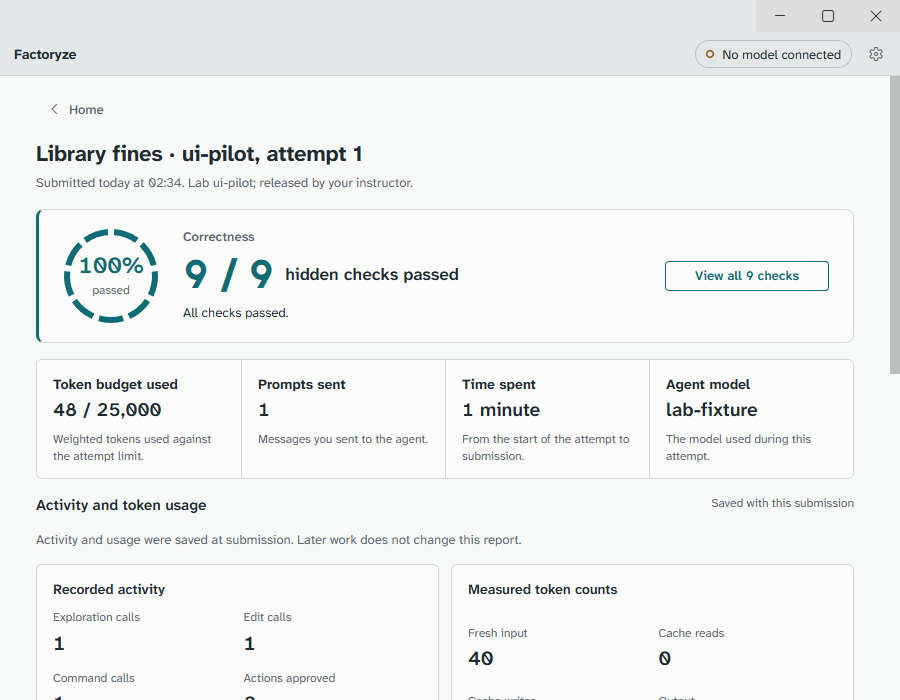 Factoryze
No model connected
Home
Library fines · ui-pilot, attempt 1
Submitted today at 02:34. Lab ui-pilot; released by your instructor.
100%
passed
Correctness
9 / 9 hidden checks passed
All checks passed.
View all 9 checks
Token budget used
48 / 25,000
Weighted tokens used against
the attempt limit.
Prompts sent
1
Messages you sent to the agent.
Time spent
1 minute
From the start of the attempt to
submission.
Agent model
lab-fixture
The model used during this
attempt.
Activity and token usage
Saved with this submission
Activity and usage were saved at submission. Later work does not change this report.
Recorded activity
Exploration calls
1
Edit calls
1
Command calls
Actions approved
Measured token counts
Fresh input
40
Cache reads
0